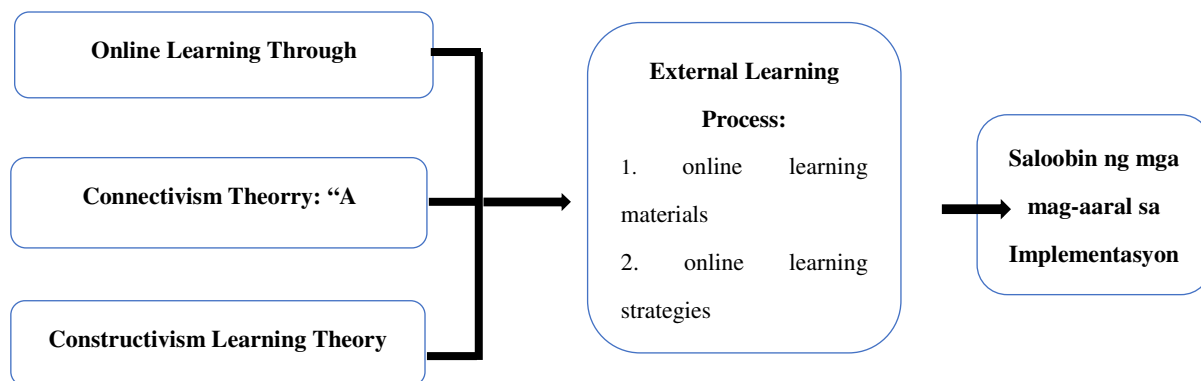 Online Learning Through
Connectivism Theorry: “A
Constructivism Learning Theory
External Learning
Process:
1. online learning
materials
2. online learning
strategies
Saloobin ng mga
mag-aaral sa
Implementasyon